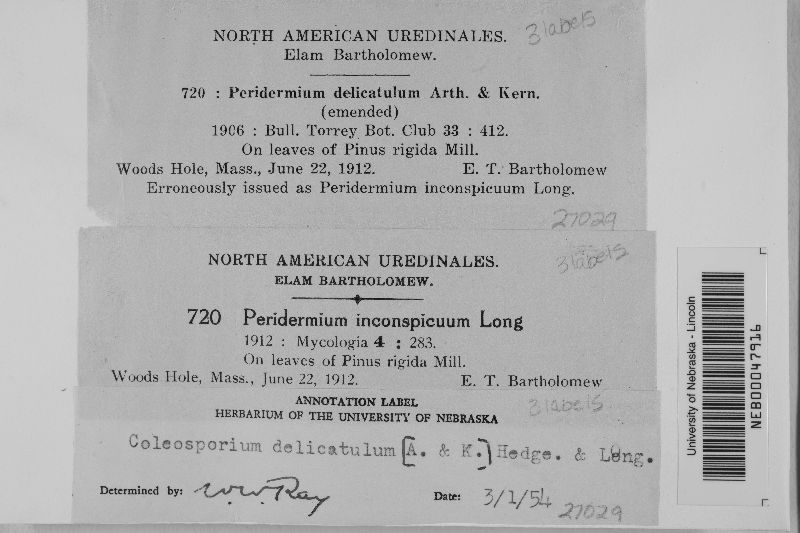 NORTH AMERICAN UREDINALES.
3 labels
Elam Bartholomew.
720 : Peridermium delicatulum Arth. & Kern.
(emended)
1906 : Bull. Torrey Bot. Club 33 : 412.
On leaves of Pinus rigida Mill.
Woods Hole, Mass., June 22, 1912. E. T. Bartholomew
Erroneously issued as Peridermium inconspicuum Long.
27029
NORTH AMERICAN UREDINALES.
3 labels
ELAM BARTHOLOMEW.
720 Peridermium inconspicuum Long
1912 : Mycologia 4 : 283.
On leaves of Pinus rigida Mill.
Woods Hole, Mass., June 22, 1912. E. T. Bartholomew
ANNOTATION LABEL
3 labels
HERBARIUM OF THE UNIVERSITY OF NEBRASKA
Coleosporium delicatulum [A. & K.] Hedge. & Long.
Determined by: W.W. Ray Date: 3/1/54
27029
University of Nebraska - Lincoln
NEB00047916